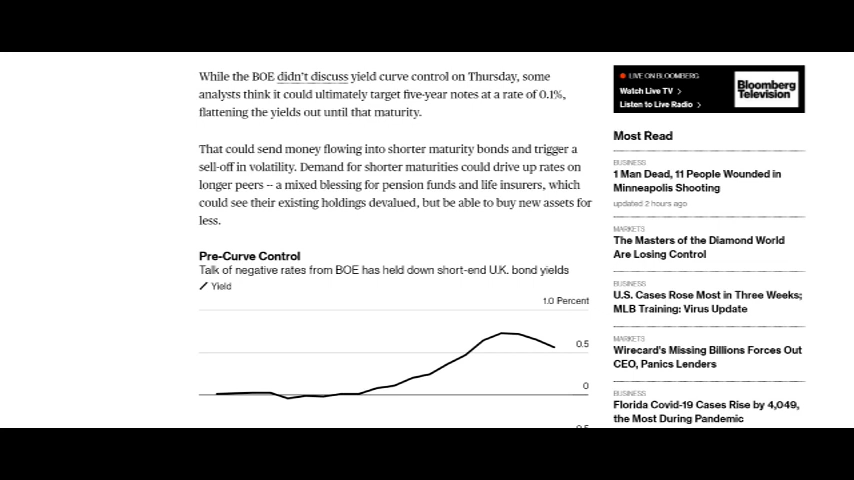 While the BOE didn't discuss yield curve control on Thursday, some
analysts think it could ultimately target five-year notes at a rate of 0.1%,
flattening the yields out until that maturity.
That could send money flowing into shorter maturity bonds and trigger a
sell-off in volatility. Demand for shorter maturities could drive up rates on
longer peers -- a mixed blessing for pension funds and life insurers, which
could see their existing holdings devalued, but be able to buy new assets for
less.
Pre-Curve Control
Talk of negative rates from BOE has held down short-end U.K. bond yields
Yield
1.0 Percent
0.5
0
LIVE ON BLOOMBERG
Watch Live TV
Listen to Live Radio
Bloomberg
Television
Most Read
BUSINESS
1 Man Dead, 11 People Wounded in
Minneapolis Shooting
updated 2 hours ago
MARKETS
The Masters of the Diamond World
Are Losing Control
BUSINESS
U.S. Cases Rose Most in Three Weeks;
MLB Training: Virus Update
MARKETS
Wirecard's Missing Billions Forces Out
CEO, Panics Lenders
BUSINESS
Florida Covid-19 Cases Rise by 4,049,
the Most During Pandemic